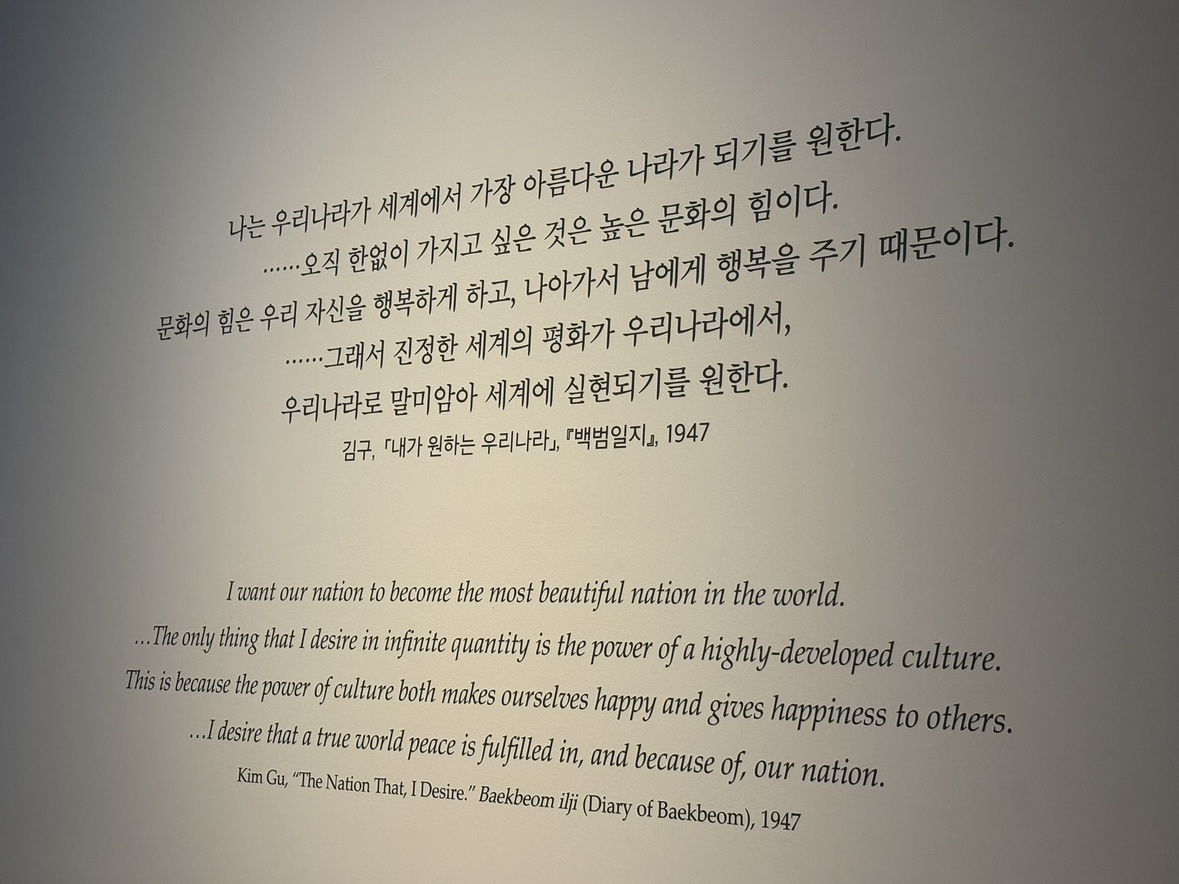 나는 우리나라가 세계에서 가장 아름다운 나라가 되기를 원한다.
……오직 한없이 가지고 싶은 것은 높은 문화의 힘이다.
문화의 힘은 우리 자신을 행복하게 하고, 나아가서 남에게 행복을 주기 때문이다.
……그래서 진정한 세계의 평화가 우리나라에서,
우리나라로 말미암아 세계에 실현되기를 원한다.
김구, 「내가 원하는 우리나라」, 『백범일지』, 1947
I want our nation to become the most beautiful nation in the world.
…The only thing that I desire in infinite quantity is the power of a highly-developed culture.
This is because the power of culture both makes ourselves happy and gives happiness to others.
…I desire that a true world peace is fulfilled in, and because of, our nation.
Kim Gu, “The Nation That, I Desire.” Baekbeom ilji (Diary of Baekbeom), 1947